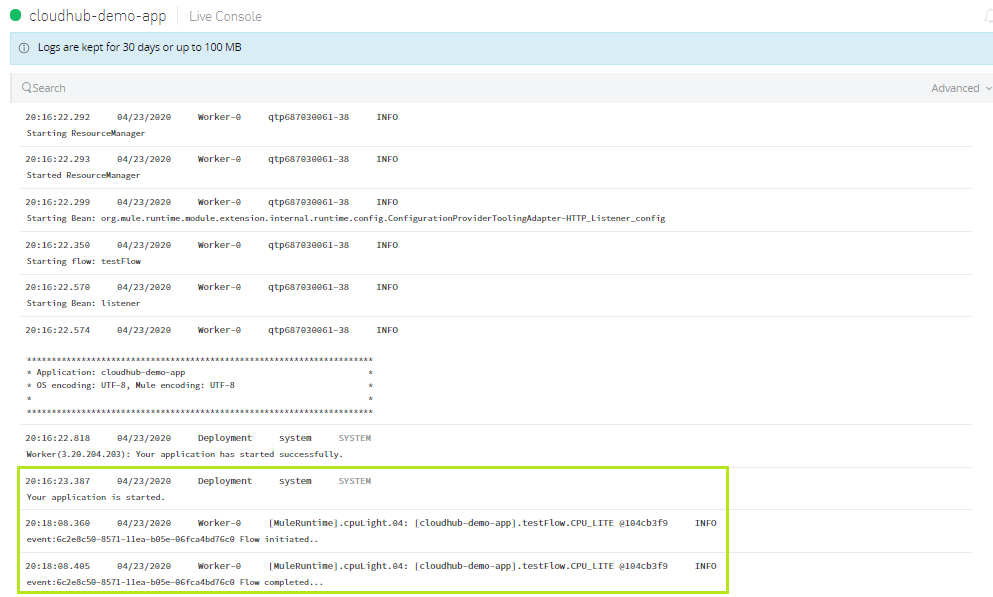 cloudhub-demo-app Live Console
Logs are kept for 30 days or up to 100 MB
Search Advanced
20:16:22.292 04/23/2020 Worker-0 qtp687030061-38 INFO
Starting ResourceManager
20:16:22.293 04/23/2020 Worker-0 qtp687030061-38 INFO
Started ResourceManager
20:16:22.299 04/23/2020 Worker-0 qtp687030061-38 INFO
Starting Bean: org.mule.runtime.module.extension.internal.runtime.config.ConfigurationProviderToolingAdapter-HTTP_Listener_config
20:16:22.350 04/23/2020 Worker-0 qtp687030061-38 INFO
Starting flow: testFlow
20:16:22.570 04/23/2020 Worker-0 qtp687030061-38 INFO
Starting Bean: listener
20:16:22.574 04/23/2020 Worker-0 qtp687030061-38 INFO
**********************************************************************
* Application: cloudhub-demo-app *
* OS encoding: UTF-8, Mule encoding: UTF-8 *
* *
**********************************************************************
20:16:22.818 04/23/2020 Deployment system SYSTEM
Worker(3.20.204.203): Your application has started successfully.
20:16:23.387 04/23/2020 Deployment system SYSTEM
Your application is started.
20:18:08.360 04/23/2020 Worker-0 [MuleRuntime].cpuLight.04: [cloudhub-demo-app].testFlow.CPU_LITE @104cb3f9 INFO
event:6c2e8c50-8571-11ea-b05e-06fca4bd76c0 Flow initiated..
20:18:08.405 04/23/2020 Worker-0 [MuleRuntime].cpuLight.04: [cloudhub-demo-app].testFlow.CPU_LITE @104cb3f9 INFO
event:6c2e8c50-8571-11ea-b05e-06fca4bd76c0 Flow completed...